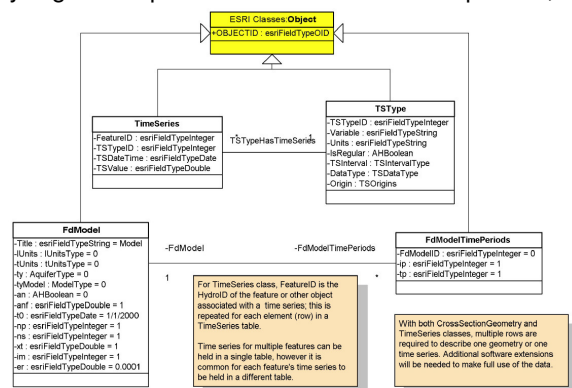 ESRI Classes:Object
+OBJECTID : esriFieldTypeOID
TimeSeries
-FeatureID : esriFieldTypeInteger
-TSTypeID : esriFieldTypeInteger
-TSDateTime : esriFieldTypeDate
-TSValue : esriFieldTypeDouble
* TSTypeHasTimeSeries 1
TSType
-TSTypeID : esriFieldTypeInteger
-Variable : esriFieldTypeString
-Units : esriFieldTypeString
-IsRegular : AHBoolean
-TSInterval : TSIntervalType
-DataType : TSDataType
-Origin : TSOrigins
FdModel
-Title : esriFieldTypeString = Model
-lUnits : lUnitsType = 0
-tUnits : tUnitsType = 0
-ty : AquiferType = 0
-tyModel : ModelType = 0
-an : AHBoolean = 0
-anf : esriFieldTypeDouble = 1
-t0 : esriFieldTypeDate = 1/1/2000
-np : esriFieldTypeInteger = 1
-ns : esriFieldTypeInteger = 1
-xt : esriFieldTypeDouble = 1
-im : esriFieldTypeInteger = 1
-er : esriFieldTypeDouble = 0.0001
-FdModel
-FdModelTimePeriods
1
*
FdModelTimePeriods
-FdModelID : esriFieldTypeInteger = 0
-ip : esriFieldTypeInteger = 1
-tp : esriFieldTypeInteger = 1
For TimeSeries class, FeatureID is the
HydroID of the feature or other object
associated with a time series; this is
repeated for each element (row) in a
TimeSeries table.
Time series for multiple features can be
held in a single table, however it is
common for each feature's time series to
be held in a different table.
With both CrossSectionGeometry and
TimeSeries classes, multiple rows are
required to describe one geometry or one
time series. Additional software extensions
will be needed to make full use of the data.